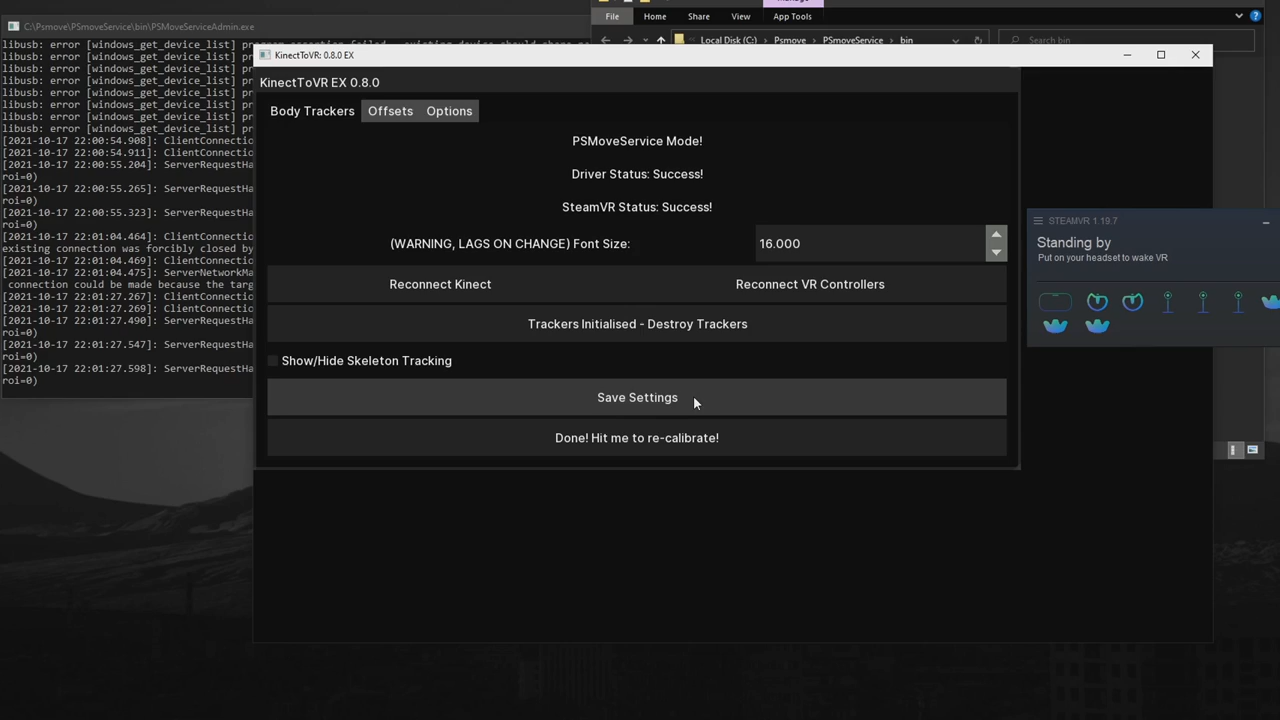 C:\Psmove\PSMoveService\bin\PSMoveServiceAdmin.exe
File Home Share View App Tools
Local Disk (C:) Psmove PSMoveService bin Search bin
libusb: error [windows_get_device_list]
libusb: error [windows_get_device_list] pr
libusb: error [windows_get_device_list] pr
libusb: error [windows_get_device_list] pr
libusb: error [windows_get_device_list] pr
libusb: error [windows_get_device_list] pr
libusb: error [windows_get_device_list] pr
libusb: error [windows_get_device_list] pr
[2021-10-17 22:00:54.908]: ClientConnectio
[2021-10-17 22:00:54.911]: ClientConnectio
[2021-10-17 22:00:55.204]: ServerRequestHa
roi=0)
[2021-10-17 22:00:55.265]: ServerRequestHa
roi=0)
[2021-10-17 22:00:55.323]: ServerRequestHa
roi=0)
[2021-10-17 22:01:04.464]: ClientConnectio
existing connection was forcibly closed by
[2021-10-17 22:01:04.469]: ClientConnectio
[2021-10-17 22:01:04.475]: ServerNetworkMa
connection could be made because the targ
[2021-10-17 22:01:27.267]: ClientConnectio
[2021-10-17 22:01:27.269]: ClientConnectio
[2021-10-17 22:01:27.490]: ServerRequestHa
roi=0)
[2021-10-17 22:01:27.547]: ServerRequestHa
roi=0)
[2021-10-17 22:01:27.598]: ServerRequestHa
roi=0)
KinectToVR: 0.8.0 EX
KinectToVR EX 0.8.0
Body Trackers Offsets Options
PSMoveService Mode!
Driver Status: Success!
SteamVR Status: Success!
(WARNING, LAGS ON CHANGE) Font Size: 16.000
Reconnect Kinect Reconnect VR Controllers
Trackers Initialised - Destroy Trackers
Show/Hide Skeleton Tracking
Save Settings
Done! Hit me to re-calibrate!
STEAMVR 1.19.7
Standing by
Put on your headset to wake VR